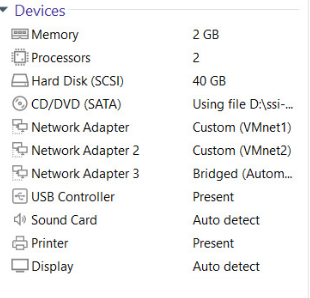 Devices
Memory 2 GB
Processors 2
Hard Disk (SCSI) 40 GB
CD/DVD (SATA) Using file D:\ssi-...
Network Adapter Custom (VMnet1)
Network Adapter 2 Custom (VMnet2)
Network Adapter 3 Bridged (Autom...
USB Controller Present
Sound Card Auto detect
Printer Present
Display Auto detect